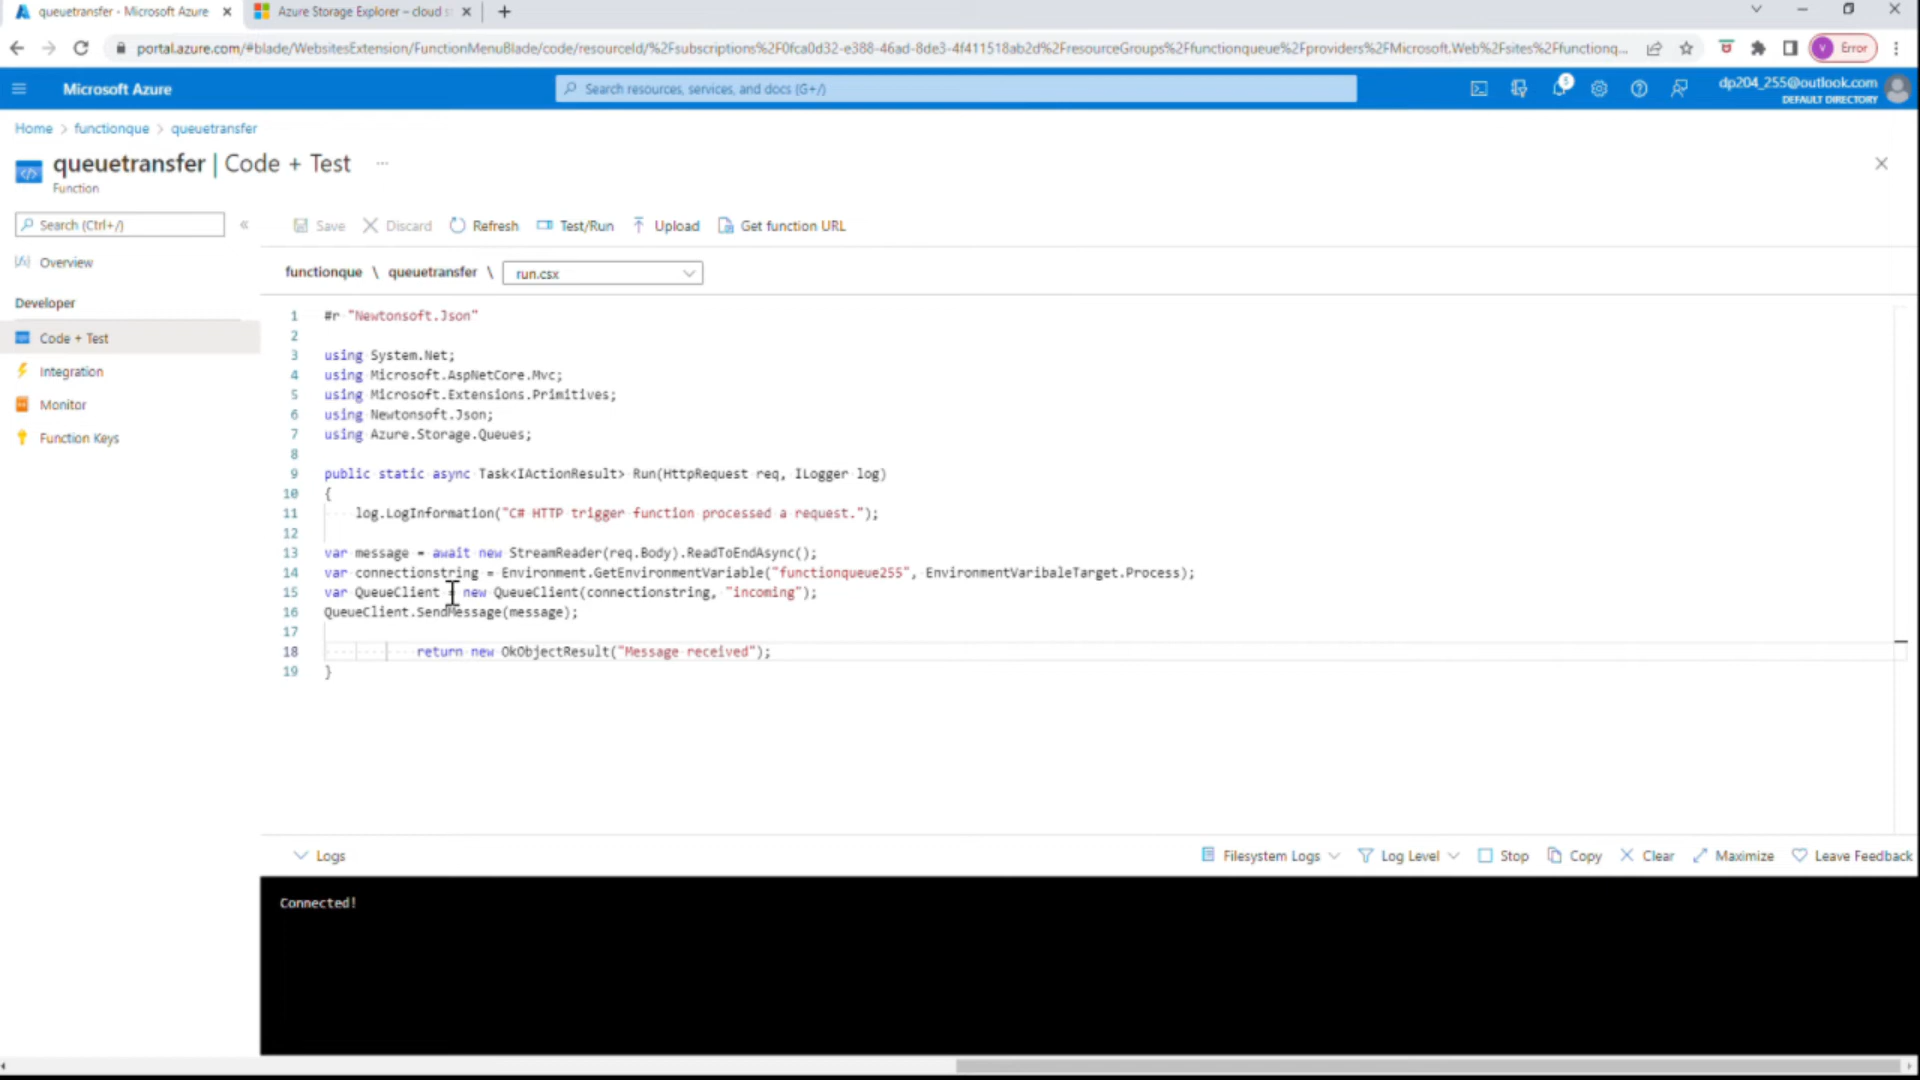 queuetransfer - Microsoft Azure
Azure Storage Explorer – cloud s
portal.azure.com/#blade/WebsitesExtension/FunctionMenuBlade/code/resourceId/%2Fsubscriptions%2F0fca0d32-e388-46ad-8de3-4f411518ab2d%2FresourceGroups%2Ffunctionqueue%2Fproviders%2FMicrosoft.Web%2Fsites%2Ffunctionq...
V Error
Microsoft Azure
Search resources, services, and docs (G+/)
5
dp204_255@outlook.com
DEFAULT DIRECTORY
Home > functionque > queuetransfer
queuetransfer | Code + Test ...
Function
Search (Ctrl+/) «
Save Discard Refresh Test/Run Upload Get function URL
Overview
Developer
Code + Test
Integration
Monitor
Function Keys
functionque \ queuetransfer \ run.csx
1 #r "Newtonsoft.Json"
2
3 using System.Net;
4 using Microsoft.AspNetCore.Mvc;
5 using Microsoft.Extensions.Primitives;
6 using Newtonsoft.Json;
7 using Azure.Storage.Queues;
8
9 public static async Task<IActionResult> Run(HttpRequest req, ILogger log)
10 {
11 log.LogInformation("C# HTTP trigger function processed a request.");
12
13 var message = await new StreamReader(req.Body).ReadToEndAsync();
14 var connectionstring = Environment.GetEnvironmentVariable("functionqueue255", EnvironmentVaribaleTarget.Process);
15 var QueueClient = new QueueClient(connectionstring, "incoming");
16 QueueClient.SendMessage(message);
17
18 return new OkObjectResult("Message received");
19 }
Logs
Filesystem Logs Log Level Stop Copy Clear Maximize Leave Feedback
Connected!